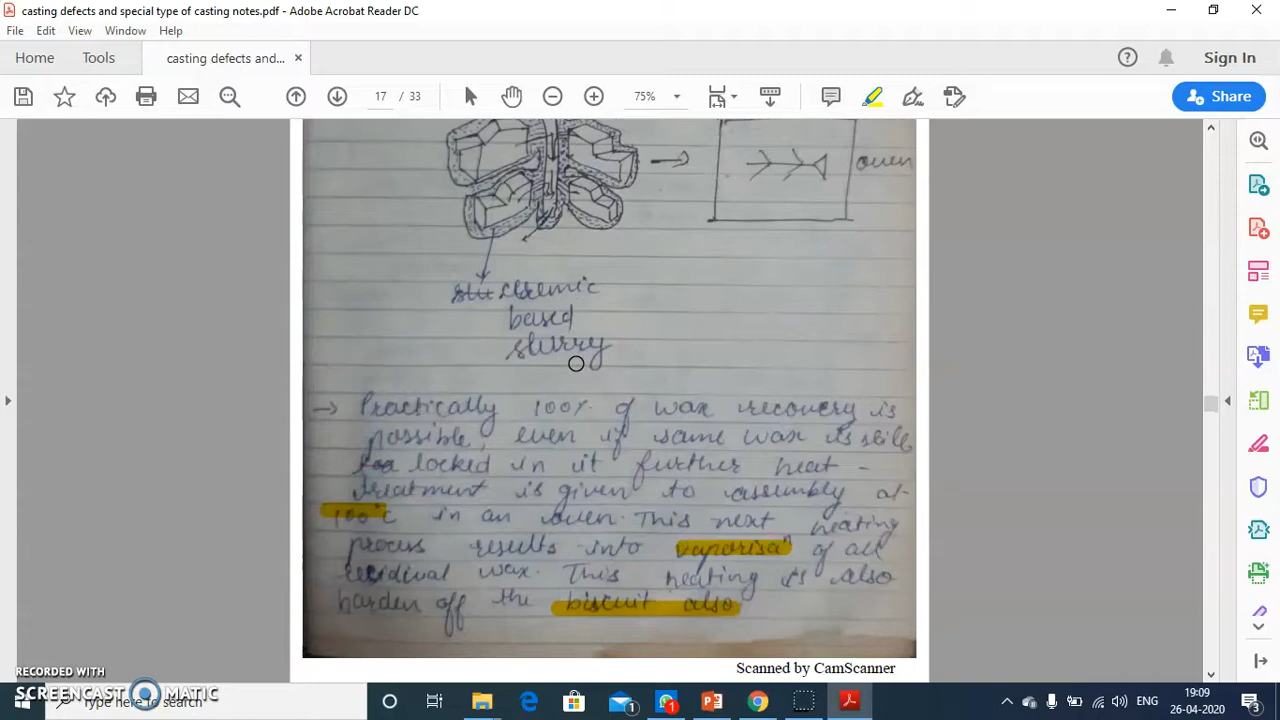 casting defects and special type of casting notes.pdf - Adobe Acrobat Reader DC
File Edit View Window Help
Home Tools casting defects and... × Sign In
17 / 33 75% Share
oven
ceremic
based
slurry
→ Practically 100% of wax recovery is
possible, even if some wax is still
locked in it further heat -
treatment is given to assembly at
100°C in an oven. This next heating
process results into vaporisaⁿ of all
residual wax. This heating is also
harden off the biscuit also
Scanned by CamScanner
RECORDED WITH
SCREENCAST MATIC
Type here to search
1
1
ENG
19:09
26-04-2020
3